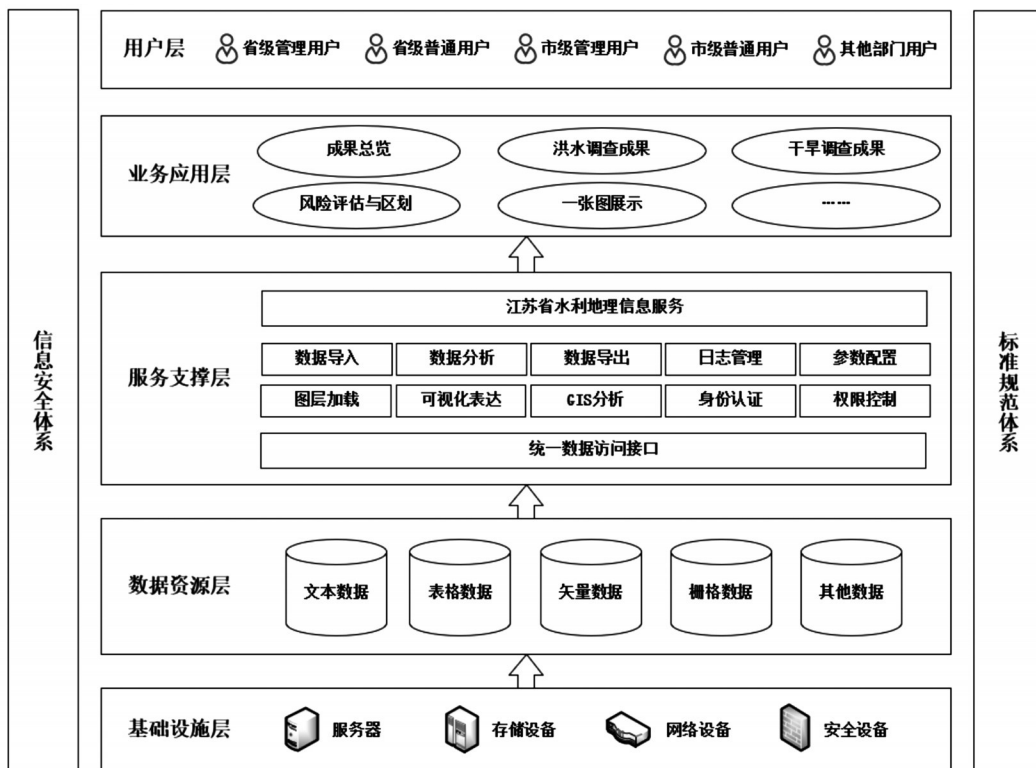 用户层 省级管理用户 省级普通用户 市级管理用户 市级普通用户 其他部门用户
业务应用层
成果总览 洪水调查成果 干旱调查成果
风险评估与区划 一张图展示 ……
信息安全体系
服务支撑层
江苏省水利地理信息服务
数据导入 数据分析 数据导出 日志管理 参数配置
图层加载 可视化表达 GIS分析 身份认证 权限控制
统一数据访问接口
标准规范体系
数据资源层 文本数据 表格数据 矢量数据 栅格数据 其他数据
基础设施层 服务器 存储设备 网络设备 安全设备